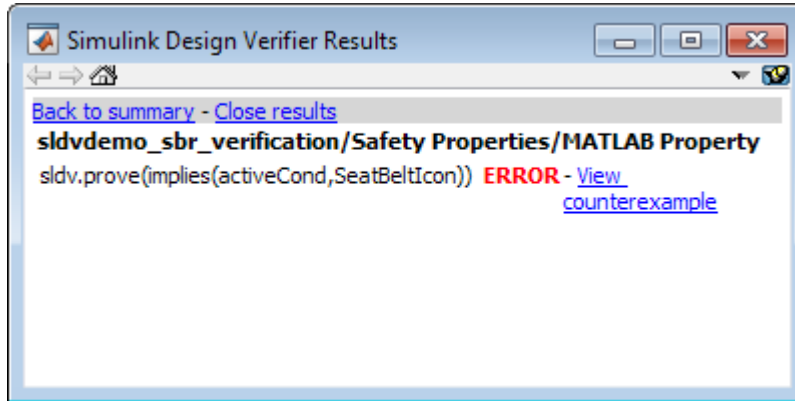 Simulink Design Verifier Results
Back to summary - Close results
sldvdemo_sbr_verification/Safety Properties/MATLAB Property
sldv.prove(implies(activeCond,SeatBeltIcon)) ERROR - View
counterexample